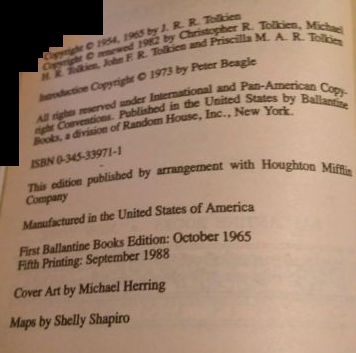 Copyright © 1954, 1965 by J. R. R. Tolkien
Copyright © renewed 1982 by Christopher R. Tolkien, Michael
H. R. Tolkien, John F. R. Tolkien and Priscilla M. A. R. Tolkien
Introduction Copyright © 1973 by Peter Beagle
All rights reserved under International and Pan-American Copy-
right Conventions. Published in the United States by Ballantine
Books, a division of Random House, Inc., New York.
ISBN 0-345-33971-1
This edition published by arrangement with Houghton Mifflin
Company
Manufactured in the United States of America
First Ballantine Books Edition: October 1965
Fifth Printing: September 1988
Cover Art by Michael Herring
Maps by Shelly Shapiro